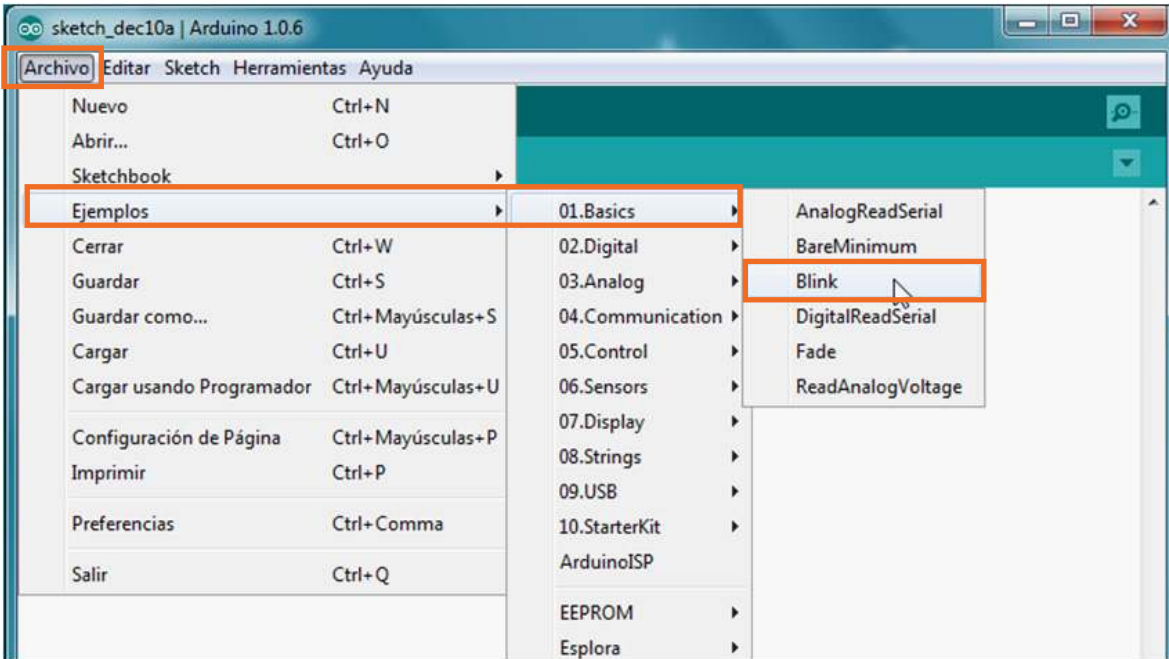 sketch_dec10a | Arduino 1.0.6
Archivo Editar Sketch Herramientas Ayuda
Nuevo Ctrl+N
Abrir... Ctrl+O
Sketchbook
Ejemplos
Cerrar Ctrl+W
Guardar Ctrl+S
Guardar como... Ctrl+Mayúsculas+S
Cargar Ctrl+U
Cargar usando Programador Ctrl+Mayúsculas+U
Configuración de Página Ctrl+Mayúsculas+P
Imprimir Ctrl+P
Preferencias Ctrl+Comma
Salir Ctrl+Q
01.Basics
02.Digital
03.Analog
04.Communication
05.Control
06.Sensors
07.Display
08.Strings
09.USB
10.StarterKit
ArduinoISP
EEPROM
Esplora
AnalogReadSerial
BareMinimum
Blink
DigitalReadSerial
Fade
ReadAnalogVoltage